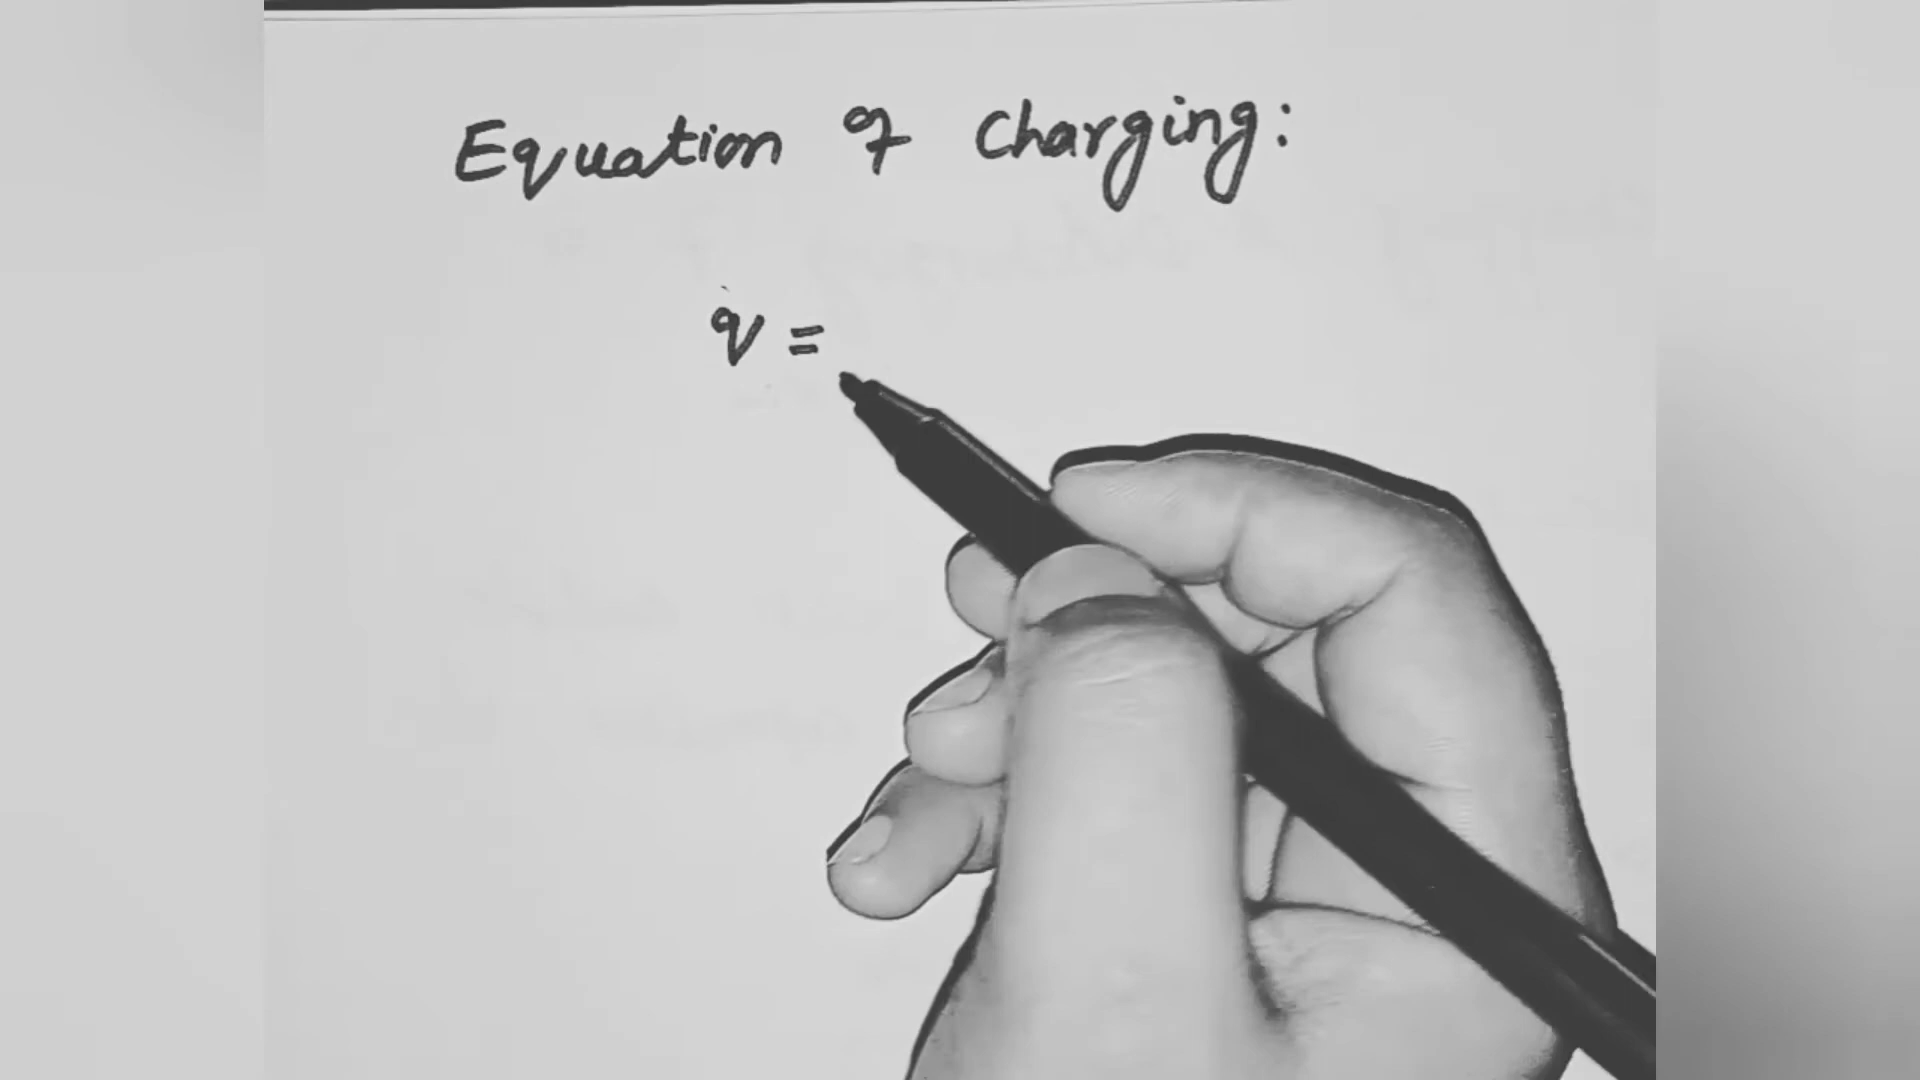 Equation of Charging:
q =